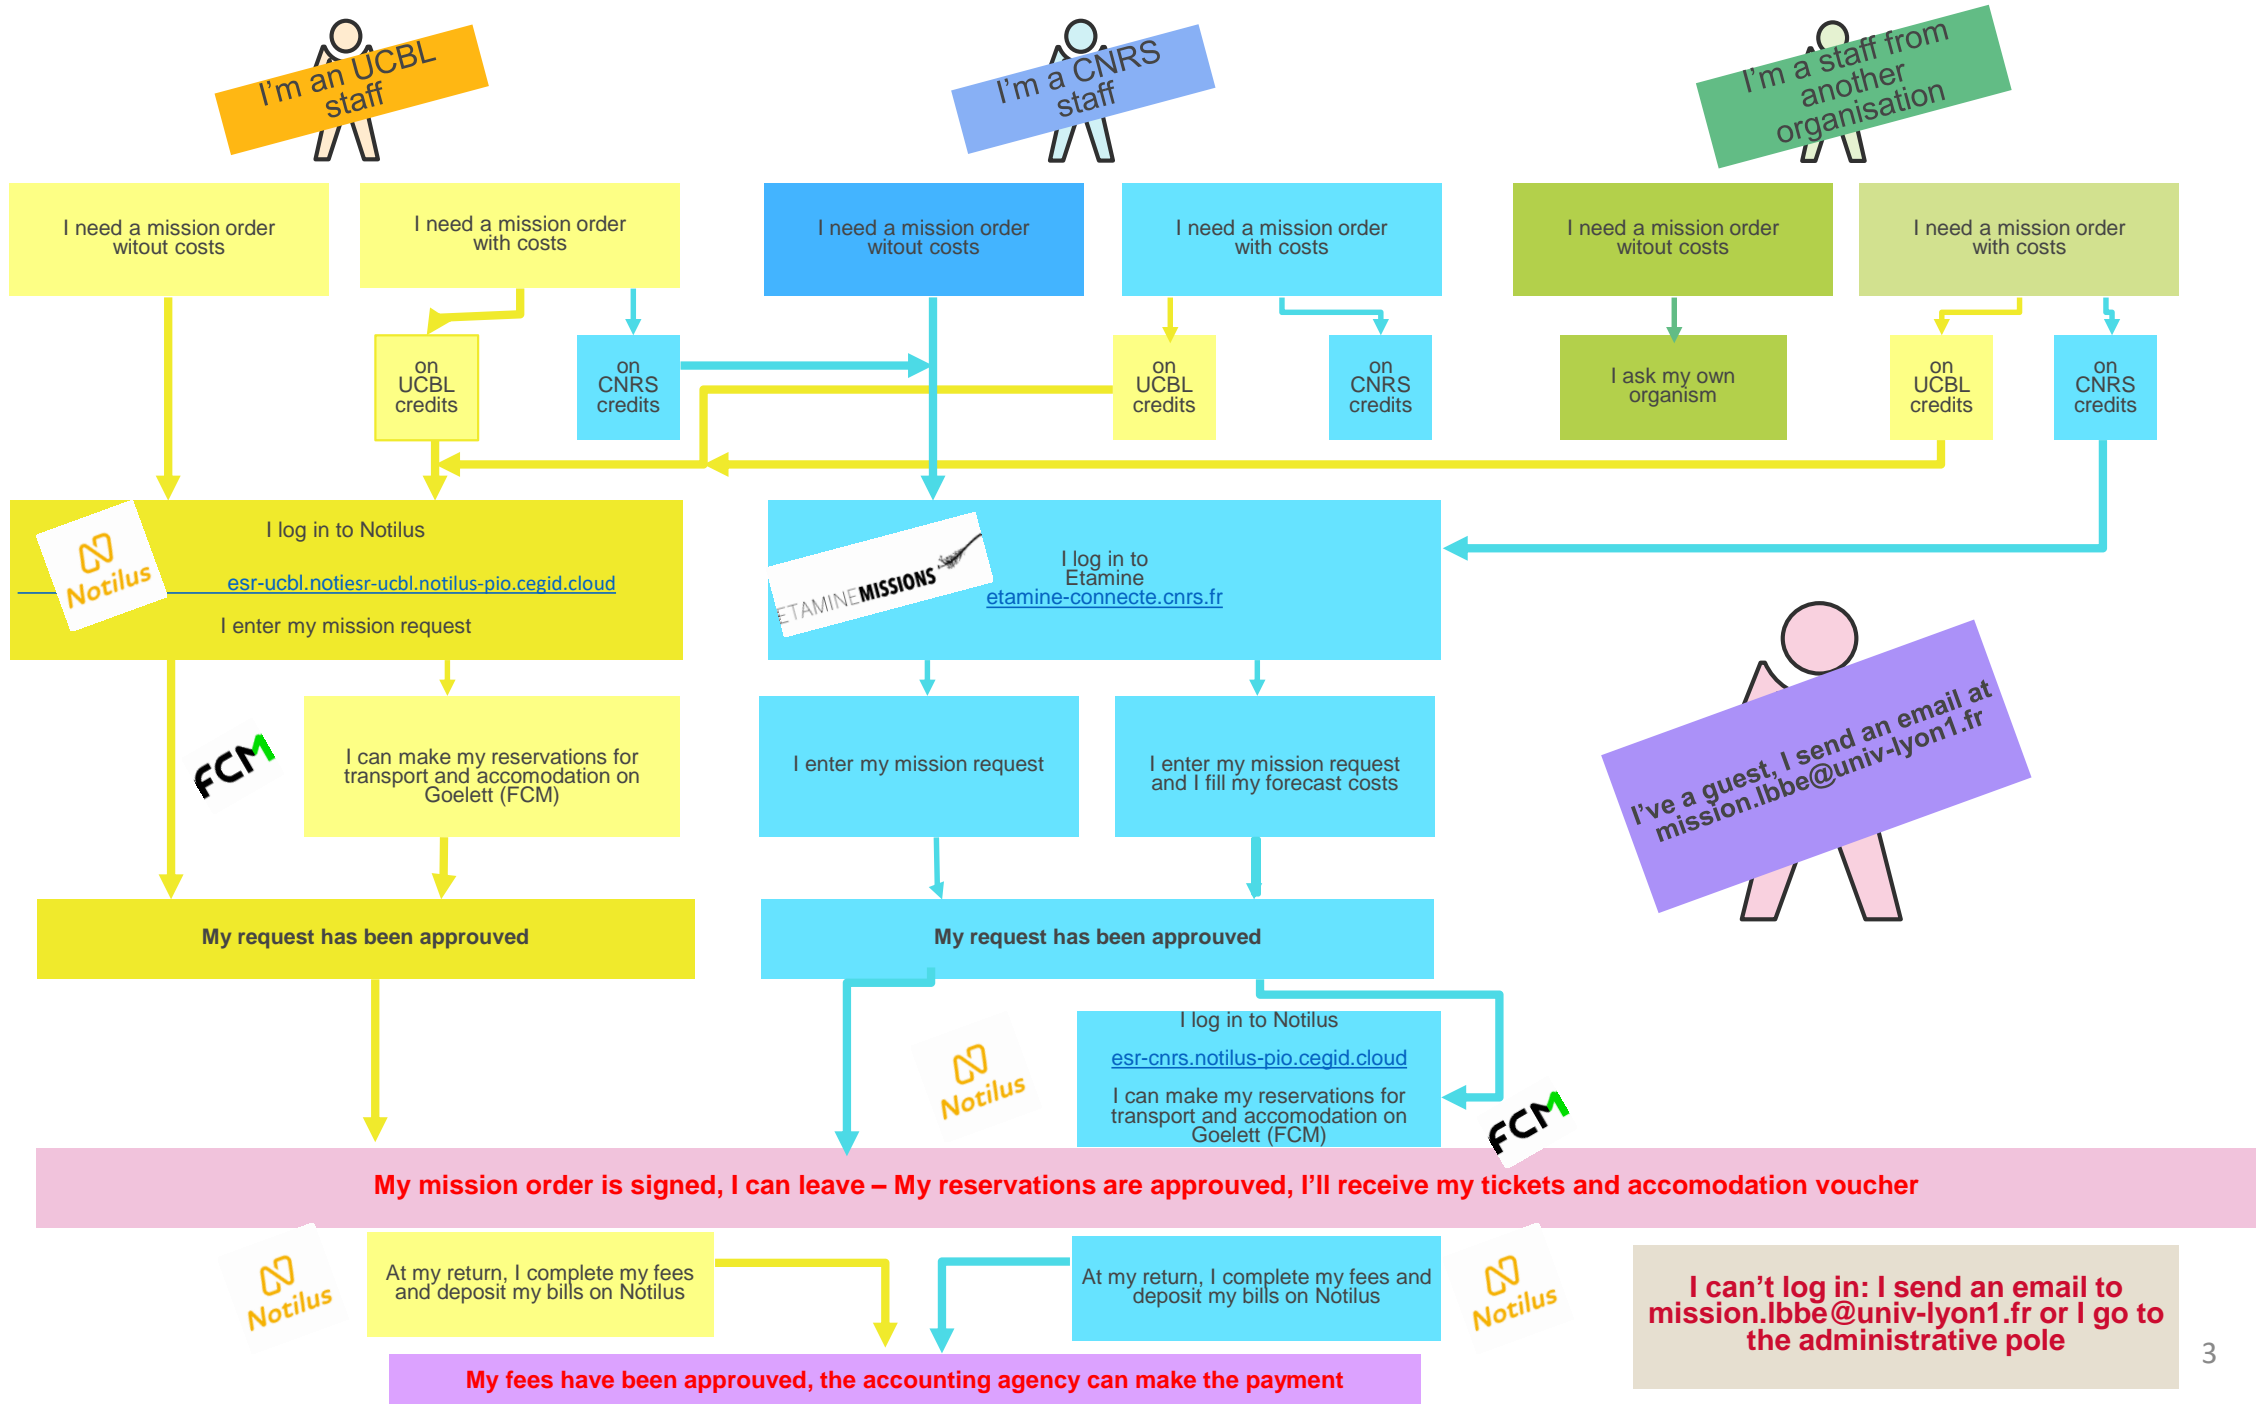 I'm an UCBL
staff
I'm a CNRS
staff
I'm a staff from
another
organisation
I need a mission order
witout costs
I need a mission order
with costs
I need a mission order
witout costs
I need a mission order
with costs
I need a mission order
witout costs
I need a mission order
with costs
on
UCBL
credits
on
CNRS
credits
on
UCBL
credits
on
CNRS
credits
I ask my own
organism
on
UCBL
credits
on
CNRS
credits
Notilus
I log in to Notilus
esr-ucbl.notiesr-ucbl.notilus-pio.cegid.cloud
I enter my mission request
ETAMINEMISSIONS
I log in to
Etamine
etamine-connecte.cnrs.fr
I've a guest, I send an email at
mission.lbbe@univ-lyon1.fr
FCM
I can make my reservations for
transport and accomodation on
Goelett (FCM)
I enter my mission request
I enter my mission request
and I fill my forecast costs
My request has been approuved
My request has been approuved
Notilus
I log in to Notilus
esr-cnrs.notilus-pio.cegid.cloud
I can make my reservations for
transport and accomodation on
Goelett (FCM)
FCM
My mission order is signed, I can leave – My reservations are approuved, I'll receive my tickets and accomodation voucher
Notilus
At my return, I complete my fees
and deposit my bills on Notilus
At my return, I complete my fees and
deposit my bills on Notilus
Notilus
I can't log in: I send an email to
mission.lbbe@univ-lyon1.fr or I go to
the administrative pole
3
My fees have been approuved, the accounting agency can make the payment